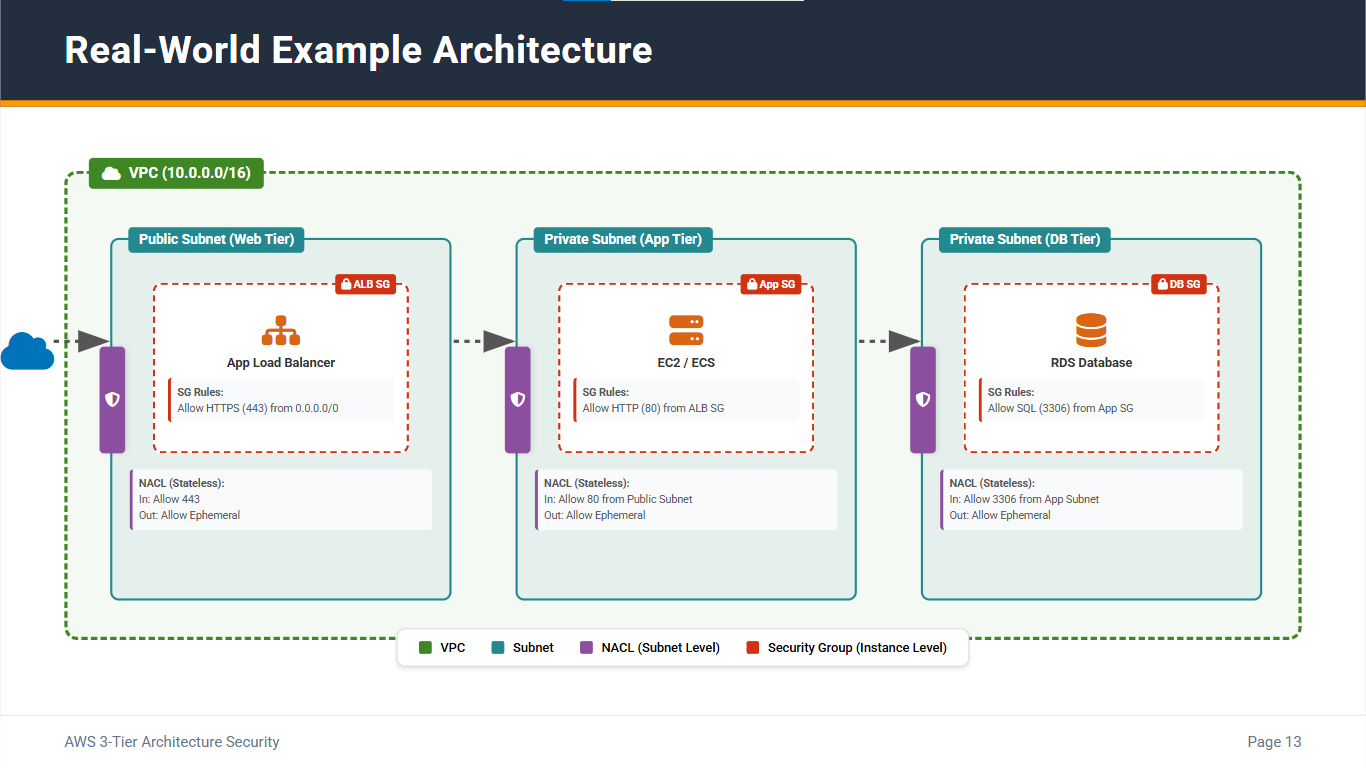 Real-World Example Architecture
VPC (10.0.0.0/16)
Public Subnet (Web Tier)
ALB SG
App Load Balancer
SG Rules:
Allow HTTPS (443) from 0.0.0.0/0
NACL (Stateless):
In: Allow 443
Out: Allow Ephemeral
Private Subnet (App Tier)
App SG
EC2 / ECS
SG Rules:
Allow HTTP (80) from ALB SG
NACL (Stateless):
In: Allow 80 from Public Subnet
Out: Allow Ephemeral
Private Subnet (DB Tier)
DB SG
RDS Database
SG Rules:
Allow SQL (3306) from App SG
NACL (Stateless):
In: Allow 3306 from App Subnet
Out: Allow Ephemeral
VPC
Subnet
NACL (Subnet Level)
Security Group (Instance Level)
AWS 3-Tier Architecture Security
Page 13